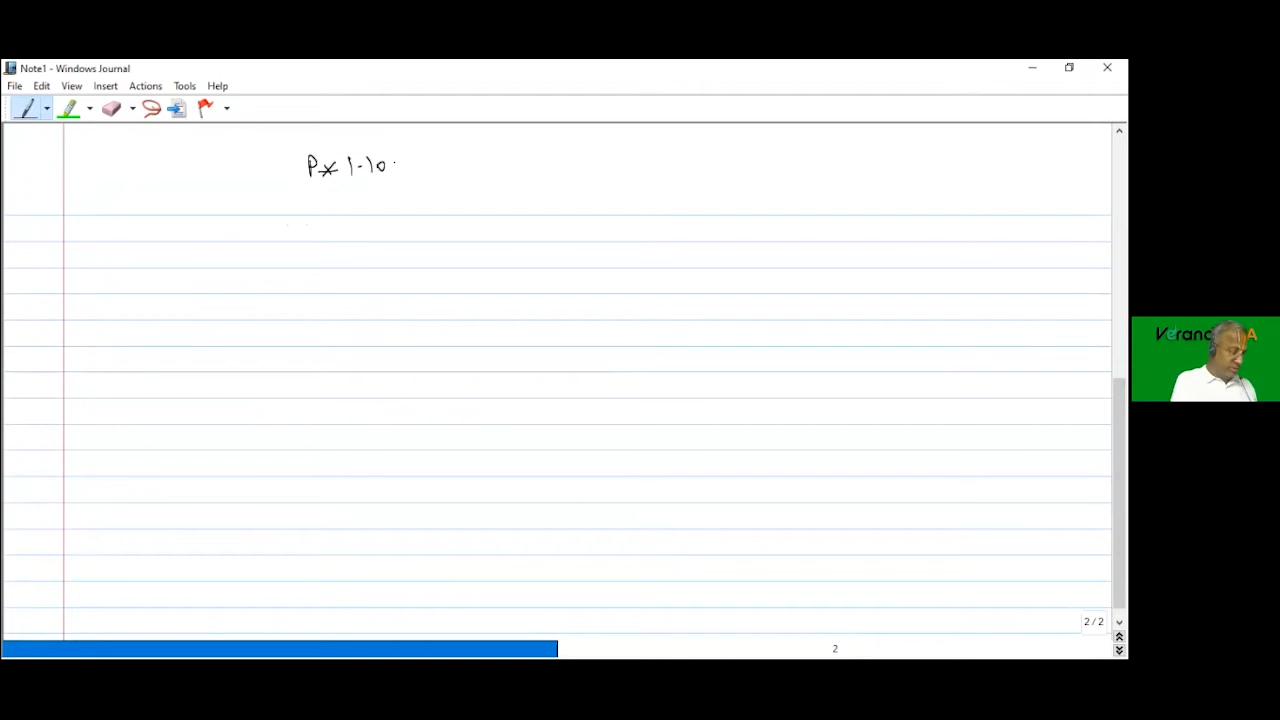 Note1 - Windows Journal
File Edit View Insert Actions Tools Help
P* 1.10
2 / 2
2